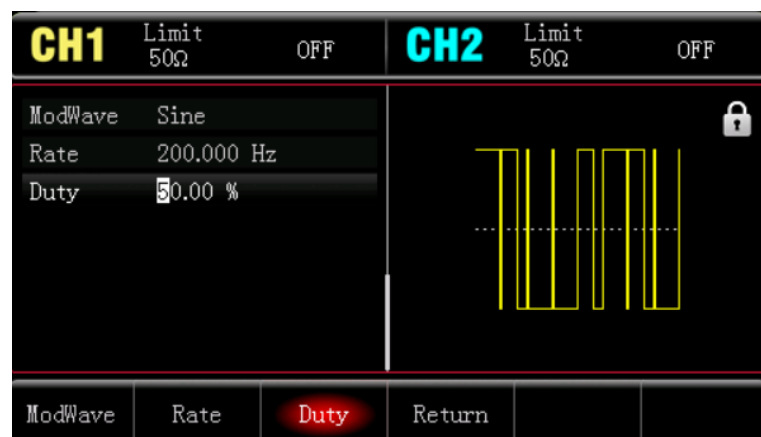 CH1 Limit 50Ω OFF CH2 Limit 50Ω OFF
ModWave Sine
Rate 200.000 Hz
Duty 50.00 %
ModWave Rate Duty Return